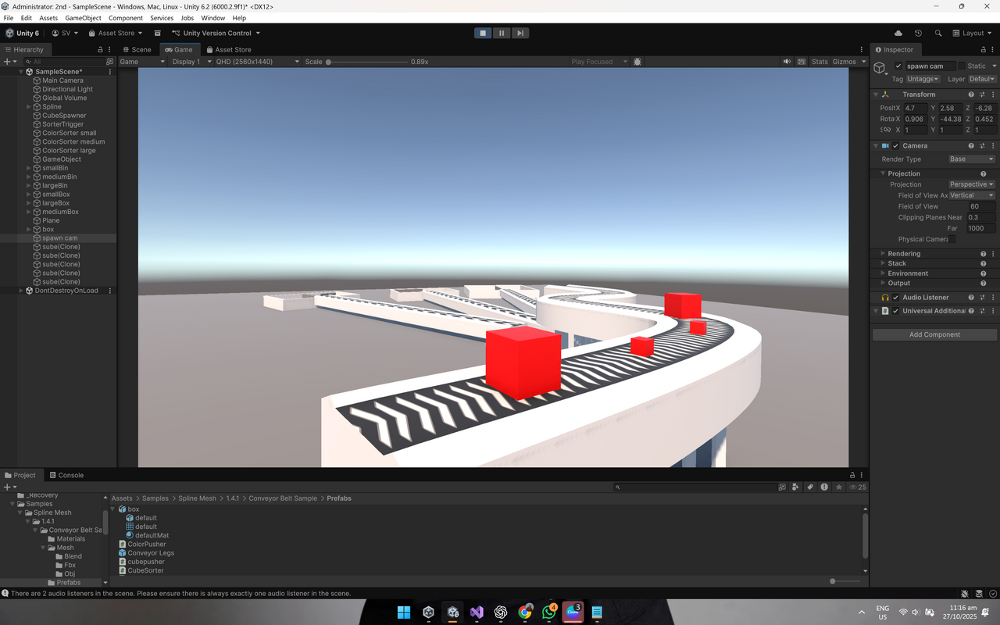 Administrator: 2nd - SampleScene - Windows, Mac, Linux - Unity 6.2 (6000.2.9f1)* <DX12>
File Edit Assets GameObject Component Services Jobs Window Help
Unity 6 SV Asset Store Unity Version Control Layout
Hierarchy Scene Game Asset Store Inspector
All Game Display 1 QHD (2560x1440) Scale 0.89x Play Focused Stats Gizmos
SampleScene*
Main Camera
Directional Light
Global Volume
Spline
CubeSpawner
SorterTrigger
ColorSorter small
ColorSorter medium
ColorSorter large
GameObject
smallBin
mediumBin
largeBin
smallBox
largeBox
mediumBox
Plane
box
spawn cam
sube(Clone)
sube(Clone)
sube(Clone)
sube(Clone)
sube(Clone)
DontDestroyOnLoad
spawn cam Static
Tag Untagge Layer Defaul
Transform
Posit X 4.7 Y 2.58 Z -6.28
Rota X 0.906 Y -44.38 Z 0.452
X 1 Y 1 Z 1
Camera
Render Type Base
Projection
Projection Perspective
Field of View Ax Vertical
Field of View 60
Clipping Planes Near 0.3
Far 1000
Physical Camera
Rendering
Stack
Environment
Output
Audio Listener
Universal Additiona
Add Component
Project Console
25
_Recovery
Samples
Spline Mesh
1.4.1
Conveyor Belt Sa
Materials
Mesh
Blend
Fbx
Obj
Prefabs
Assets > Samples > Spline Mesh > 1.4.1 > Conveyor Belt Sample > Prefabs
box
default
default
defaultMat
ColorPusher
Conveyor Legs
cubepusher
CubeSorter
There are 2 audio listeners in the scene. Please ensure there is always exactly one audio listener in the scene.
4
3
ENG
US
11:16 am
27/10/2025